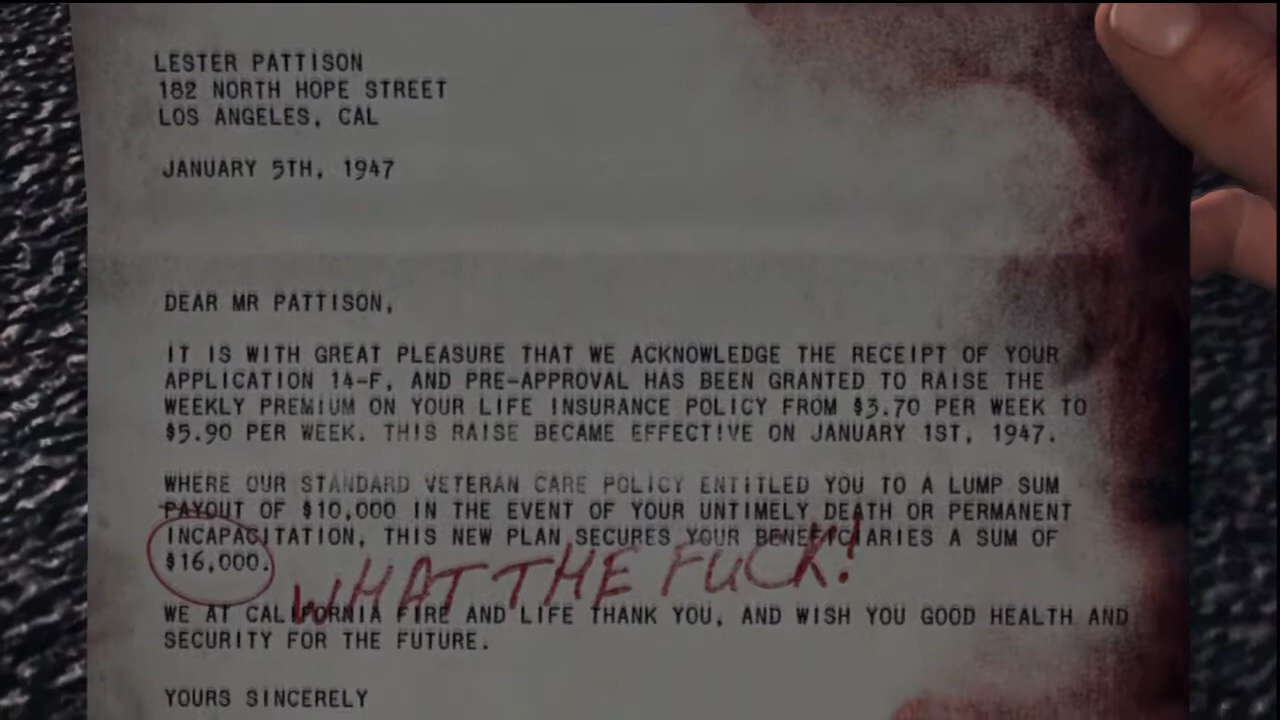 LESTER PATTISON
182 NORTH HOPE STREET
LOS ANGELES, CAL
JANUARY 5TH, 1947
DEAR MR PATTISON,
IT IS WITH GREAT PLEASURE THAT WE ACKNOWLEDGE THE RECEIPT OF YOUR
APPLICATION 14-F, AND PRE-APPROVAL HAS BEEN GRANTED TO RAISE THE
WEEKLY PREMIUM ON YOUR LIFE INSURANCE POLICY FROM $3.70 PER WEEK TO
$5.90 PER WEEK. THIS RAISE BECAME EFFECTIVE ON JANUARY 1ST, 1947.
WHERE OUR STANDARD VETERAN CARE POLICY ENTITLED YOU TO A LUMP SUM
PAYOUT OF $10,000 IN THE EVENT OF YOUR UNTIMELY DEATH OR PERMANENT
INCAPACITATION, THIS NEW PLAN SECURES YOUR BENEFICIARIES A SUM OF
$16,000.
WHAT THE FUCK!
WE AT CALIFORNIA FIRE AND LIFE THANK YOU, AND WISH YOU GOOD HEALTH AND
SECURITY FOR THE FUTURE.
YOURS SINCERELY